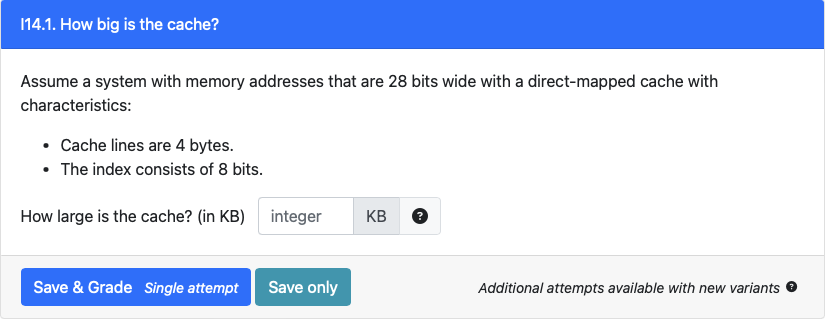 I14.1. How big is the cache?
Assume a system with memory addresses that are 28 bits wide with a direct-mapped cache with
characteristics:
• Cache lines are 4 bytes.
• The index consists of 8 bits.
How large is the cache? (in KB) integer KB ?
Save & Grade Single attempt Save only Additional attempts available with new variants ?